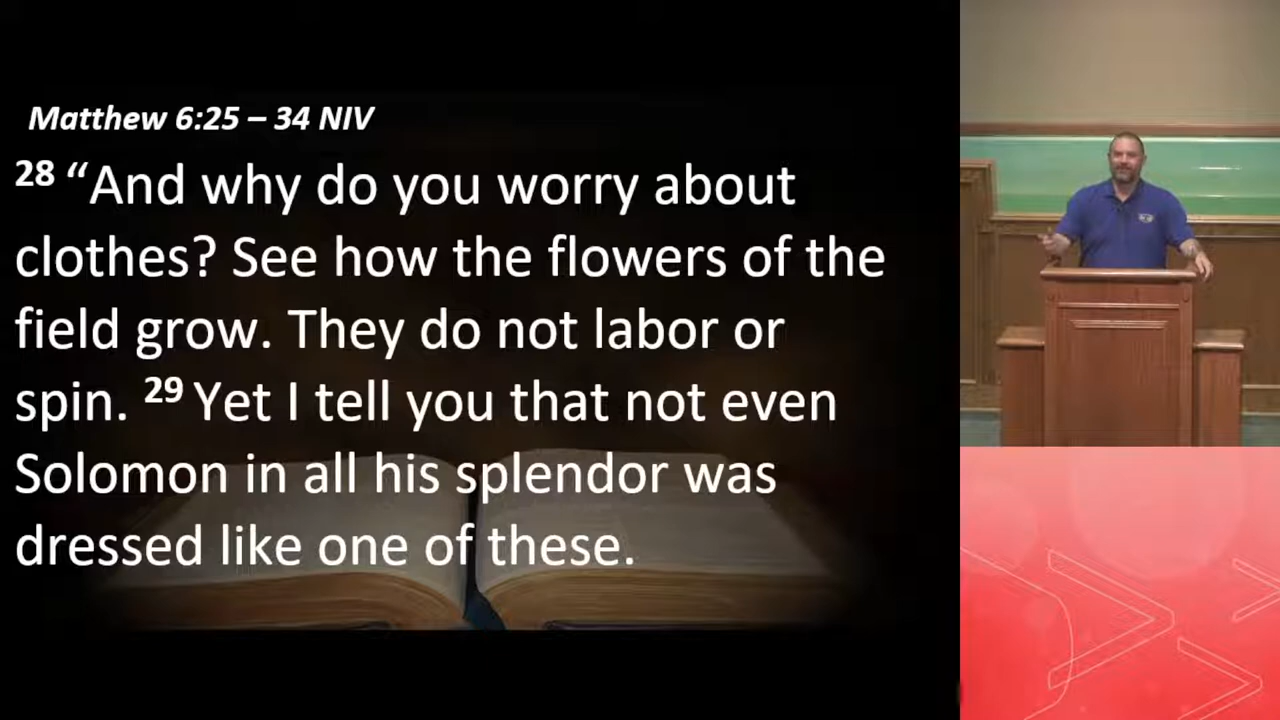 Matthew 6:25 – 34 NIV
28 “And why do you worry about
clothes? See how the flowers of the
field grow. They do not labor or
spin. 29 Yet I tell you that not even
Solomon in all his splendor was
dressed like one of these.